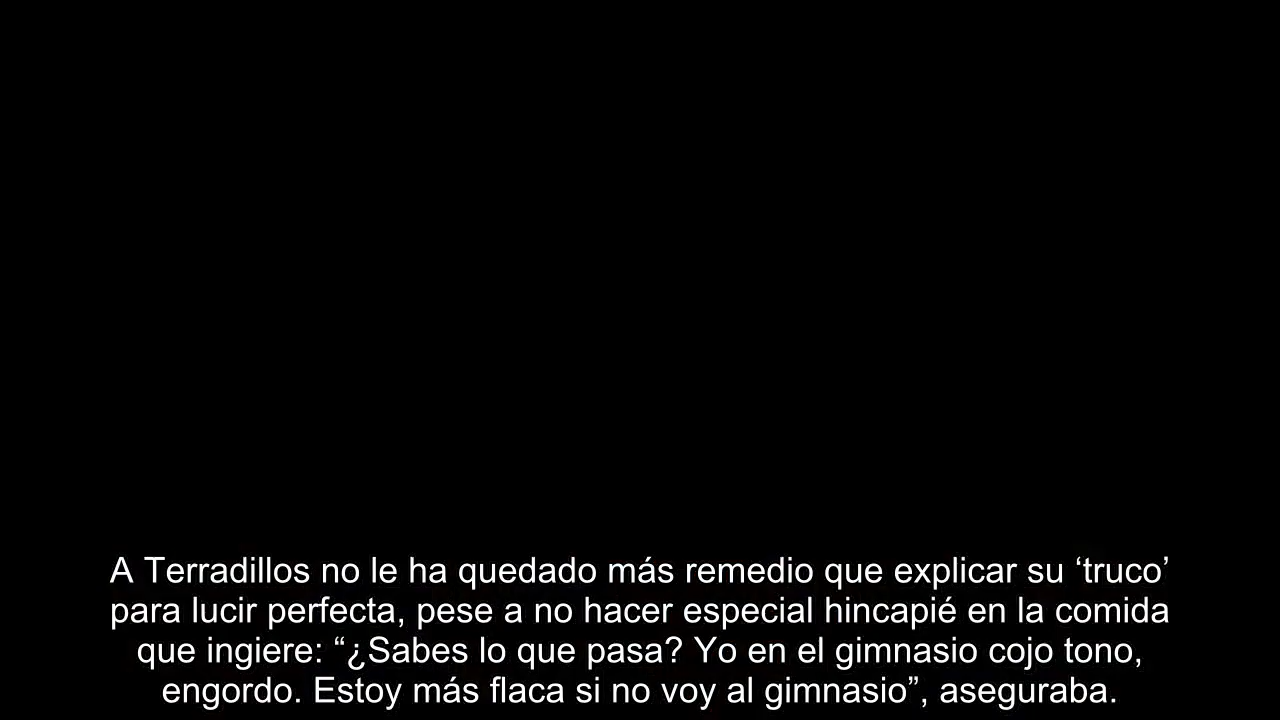 A Terradillos no le ha quedado más remedio que explicar su ‘truco’
para lucir perfecta, pese a no hacer especial hincapié en la comida
que ingiere: “¿Sabes lo que pasa? Yo en el gimnasio cojo tono,
engordo. Estoy más flaca si no voy al gimnasio”, aseguraba.